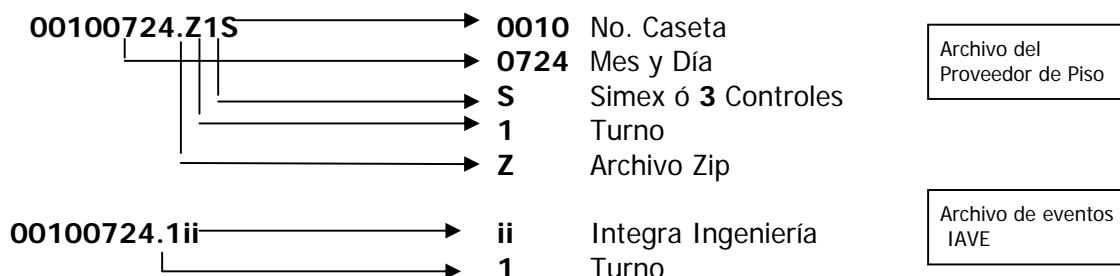 00100724.Z1S
0010 No. Caseta
0724 Mes y Día
S Simex ó 3 Controles
1 Turno
Z Archivo Zip
Archivo del
Proveedor de Piso
00100724.1ii
ii Integra Ingeniería
1 Turno
Archivo de eventos
IAVE